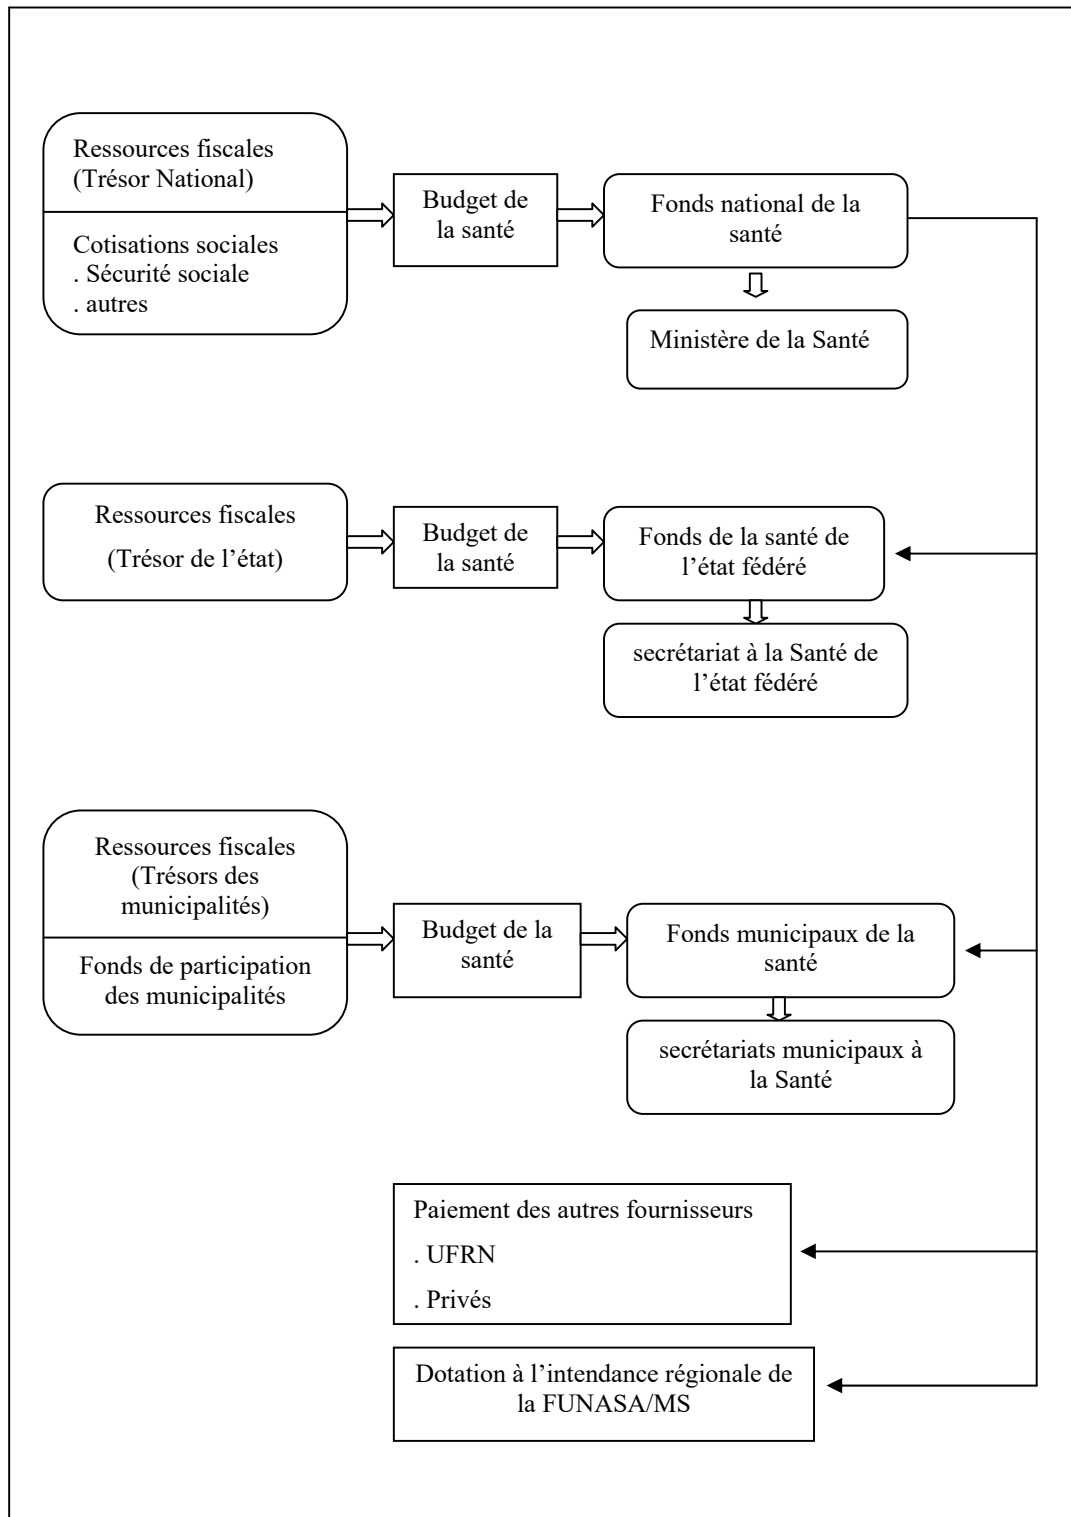 Ressources fiscales
(Trésor National)
Cotisations sociales
. Sécurité sociale
. autres
Budget de
la santé
Fonds national de la
santé
Ministère de la Santé
Ressources fiscales
(Trésor de l’état)
Budget de
la santé
Fonds de la santé de
l’état fédéré
secrétariat à la Santé de
l’état fédéré
Ressources fiscales
(Trésors des
municipalités)
Fonds de participation
des municipalités
Budget de la
santé
Fonds municipaux de la
santé
secrétariats municipaux à
la Santé
Paiement des autres fournisseurs
. UFRN
. Privés
Dotation à l’intendance régionale de
la FUNASA/MS